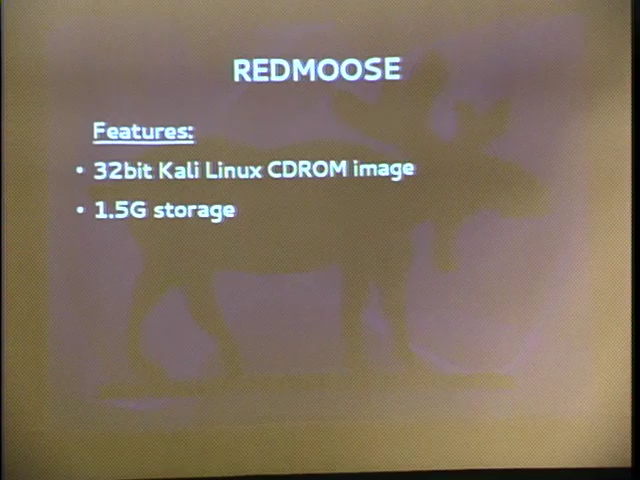 REDMOOSE
Features:
• 32bit Kali Linux CDROM image
• 1.5G storage